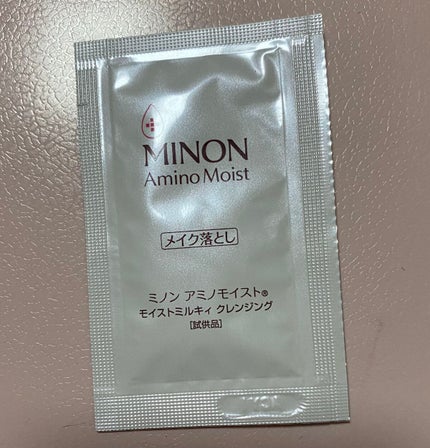 MINON
Amino Moist
メイク落とし
ミノン アミノモイスト®
モイストミルキィ クレンジング
[試供品]